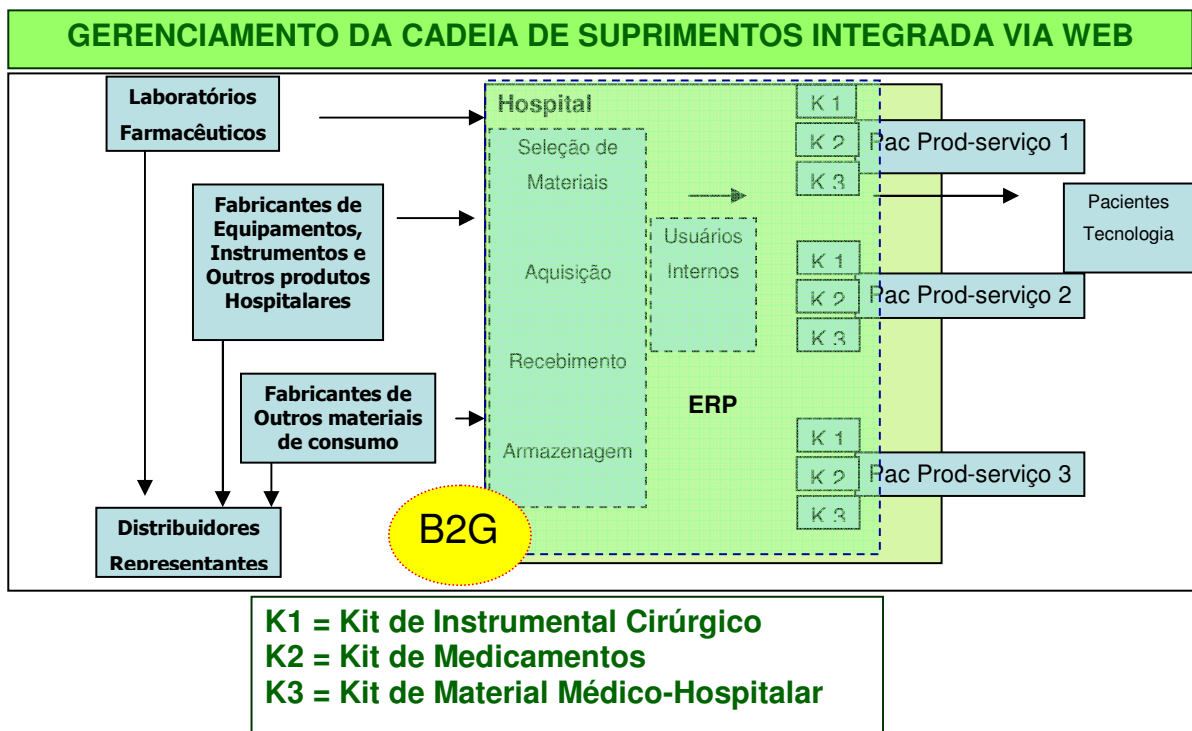 GERENCIAMENTO DA CADEIA DE SUPRIMENTOS INTEGRADA VIA WEB
Laboratórios
Farmacêuticos
Fabricantes de
Equipamentos,
Instrumentos e
Outros produtos
Hospitalares
Fabricantes de
Outros materiais
de consumo
Distribuidores
Representantes
Hospital
Seleção de
Materiais
Aquisição
Recebimento
Armazenagem
Usuários
Internos
ERP
B2G
K 1
K 2
K 3
Pac Prod-serviço 1
K 1
K 2
K 3
Pac Prod-serviço 2
K 1
K 2
K 3
Pac Prod-serviço 3
Pacientes
Tecnologia
K1 = Kit de Instrumental Cirúrgico
K2 = Kit de Medicamentos
K3 = Kit de Material Médico-Hospitalar